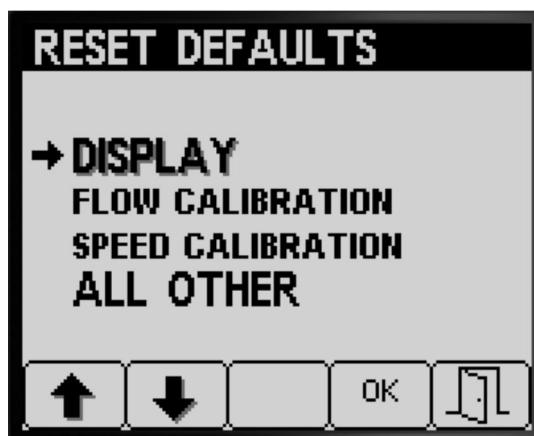 RESET DEFAULTS
DISPLAY
FLOW CALIBRATION
SPEED CALIBRATION
ALL OTHER
OK